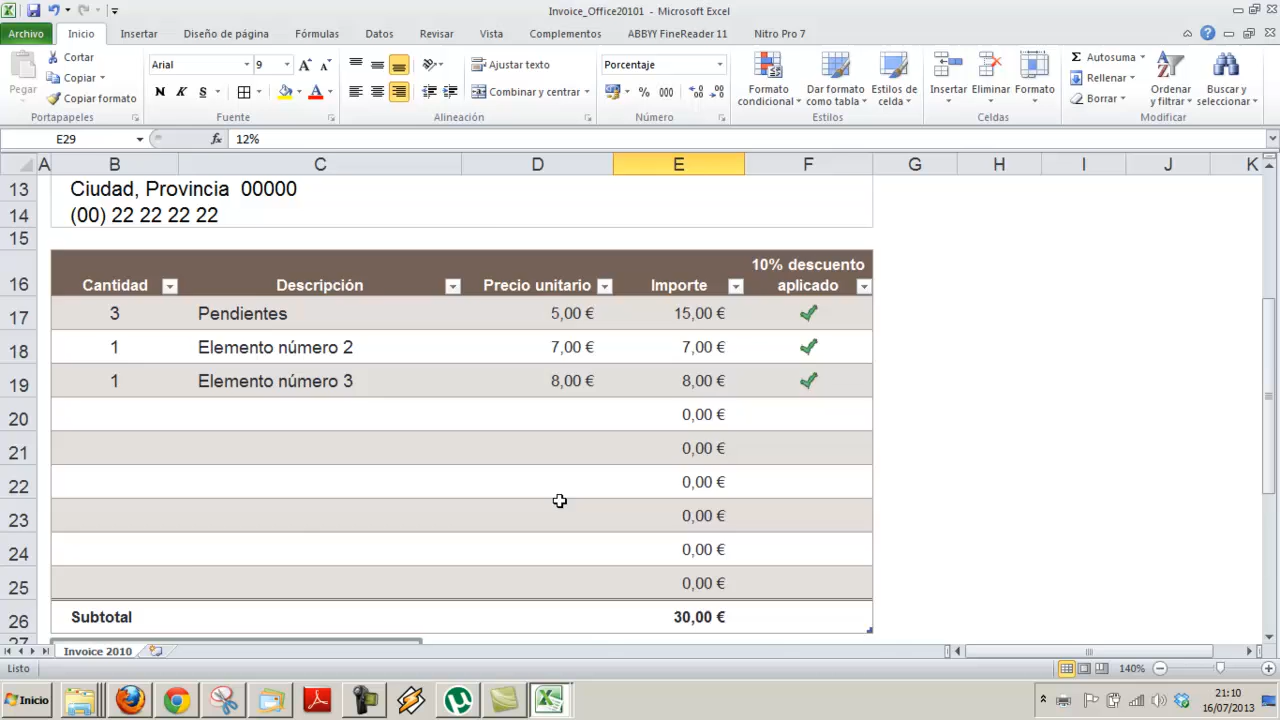 Invoice_Office20101 - Microsoft Excel
Archivo Inicio Insertar Diseño de página Fórmulas Datos Revisar Vista Complementos ABBYY FineReader 11 Nitro Pro 7
Pegar
Cortar
Copiar
Copiar formato
Portapapeles
Arial 9
N K S
Fuente
Ajustar texto
Combinar y centrar
Alineación
Porcentaje
% 000
Número
Formato condicional
Dar formato como tabla
Estilos de celda
Estilos
Insertar Eliminar Formato
Celdas
Σ Autosuma
Rellenar
Borrar
Ordenar y filtrar
Buscar y seleccionar
Modificar
E29 fx 12%
A B C D E F G H I J K
13 Ciudad, Provincia 00000
14 (00) 22 22 22 22
15
16 Cantidad Descripción Precio unitario Importe 10% descuento aplicado
17 3 Pendientes 5,00 € 15,00 €
18 1 Elemento número 2 7,00 € 7,00 €
19 1 Elemento número 3 8,00 € 8,00 €
20 0,00 €
21 0,00 €
22 0,00 €
23 0,00 €
24 0,00 €
25 0,00 €
26 Subtotal 30,00 €
27
Invoice 2010
Listo 140%
Inicio
21:10
16/07/2013